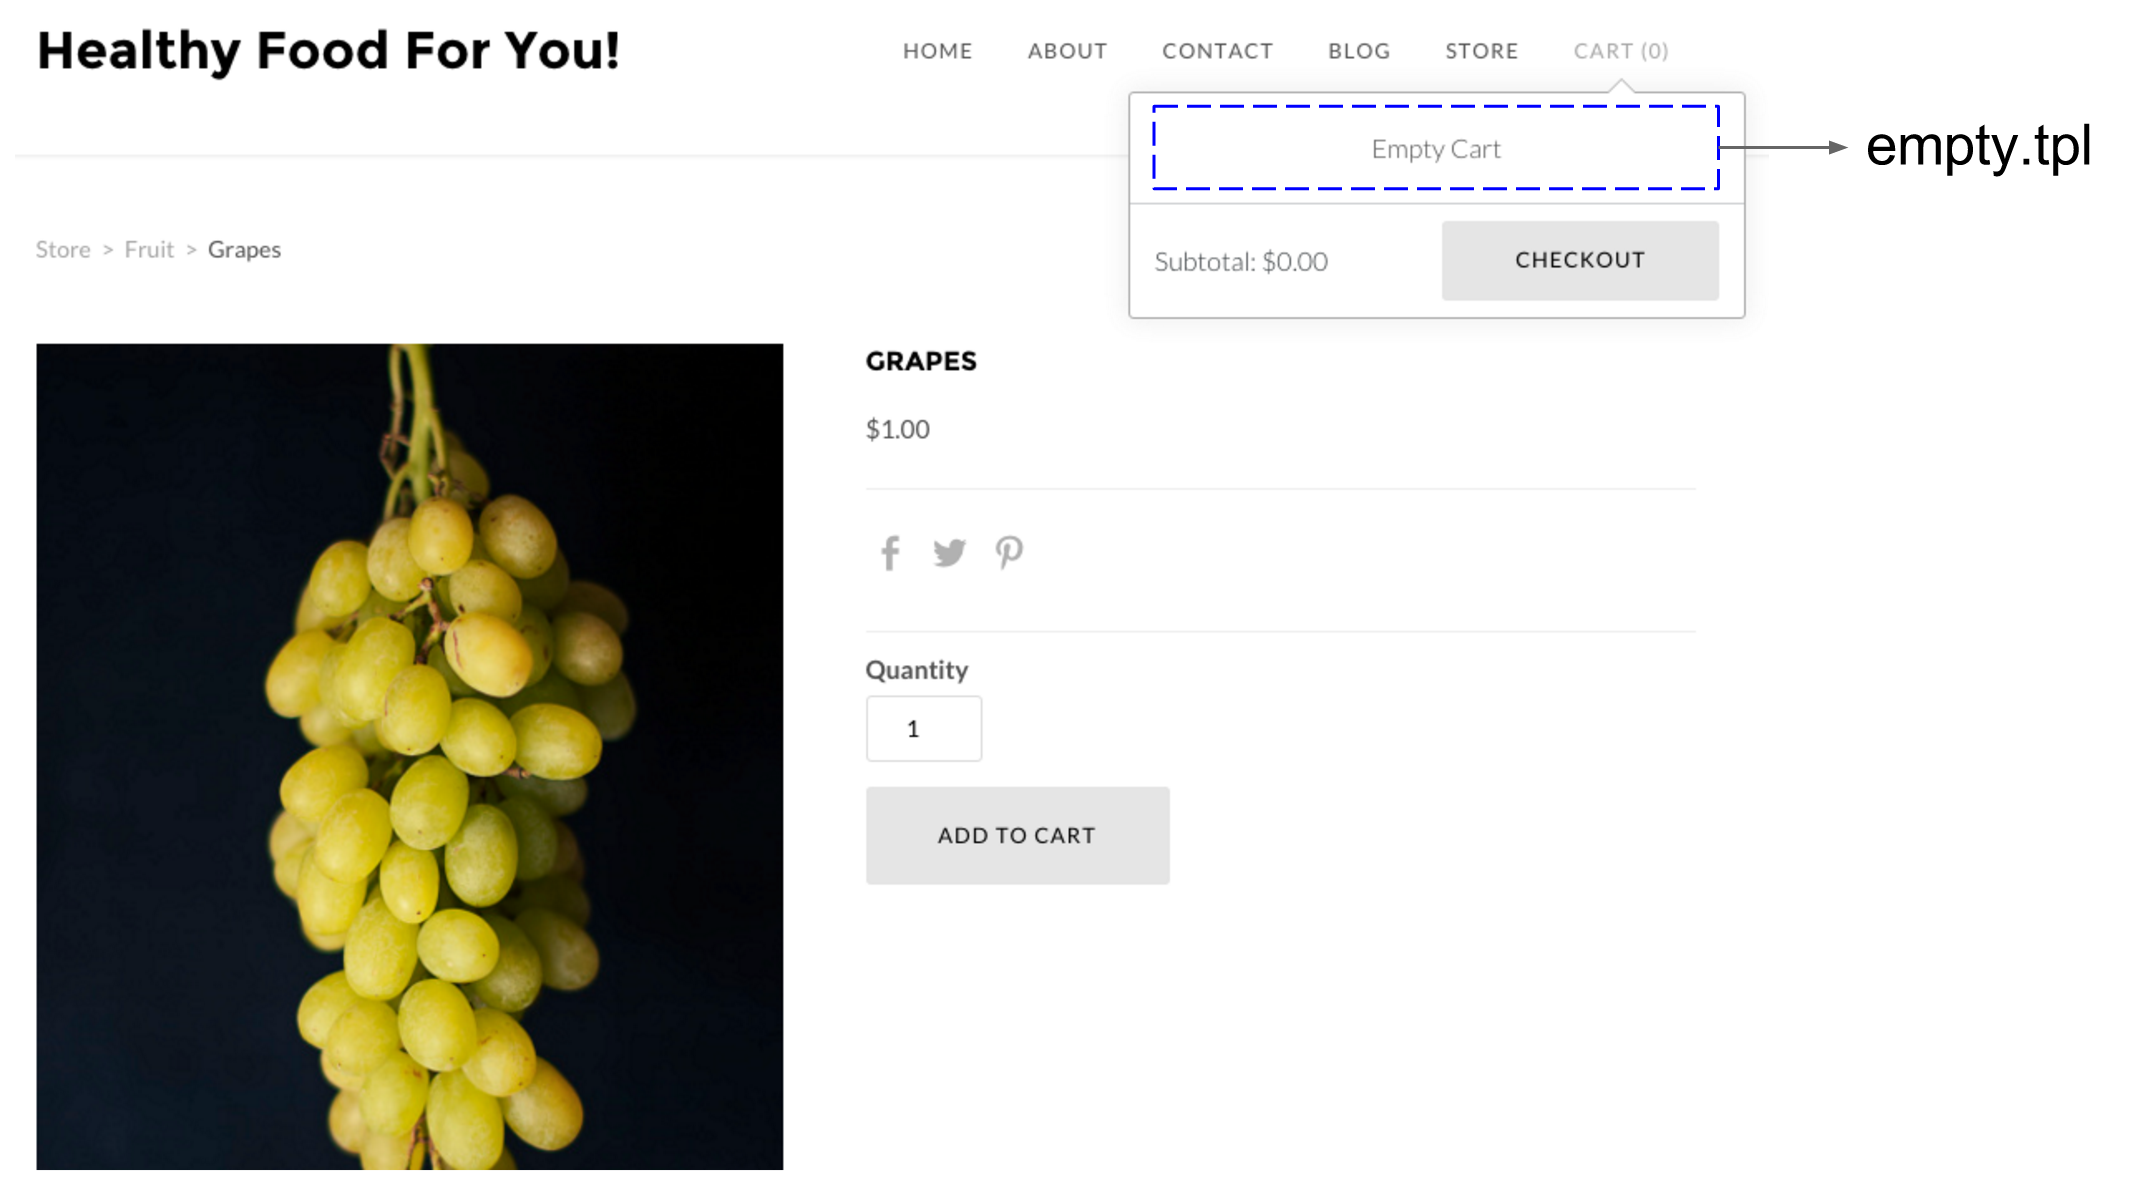 Healthy Food For You!
HOME ABOUT CONTACT BLOG STORE CART (0)
Empty Cart
empty.tpl
Subtotal: $0.00 CHECKOUT
Store > Fruit > Grapes
GRAPES
$1.00
Quantity
1
ADD TO CART